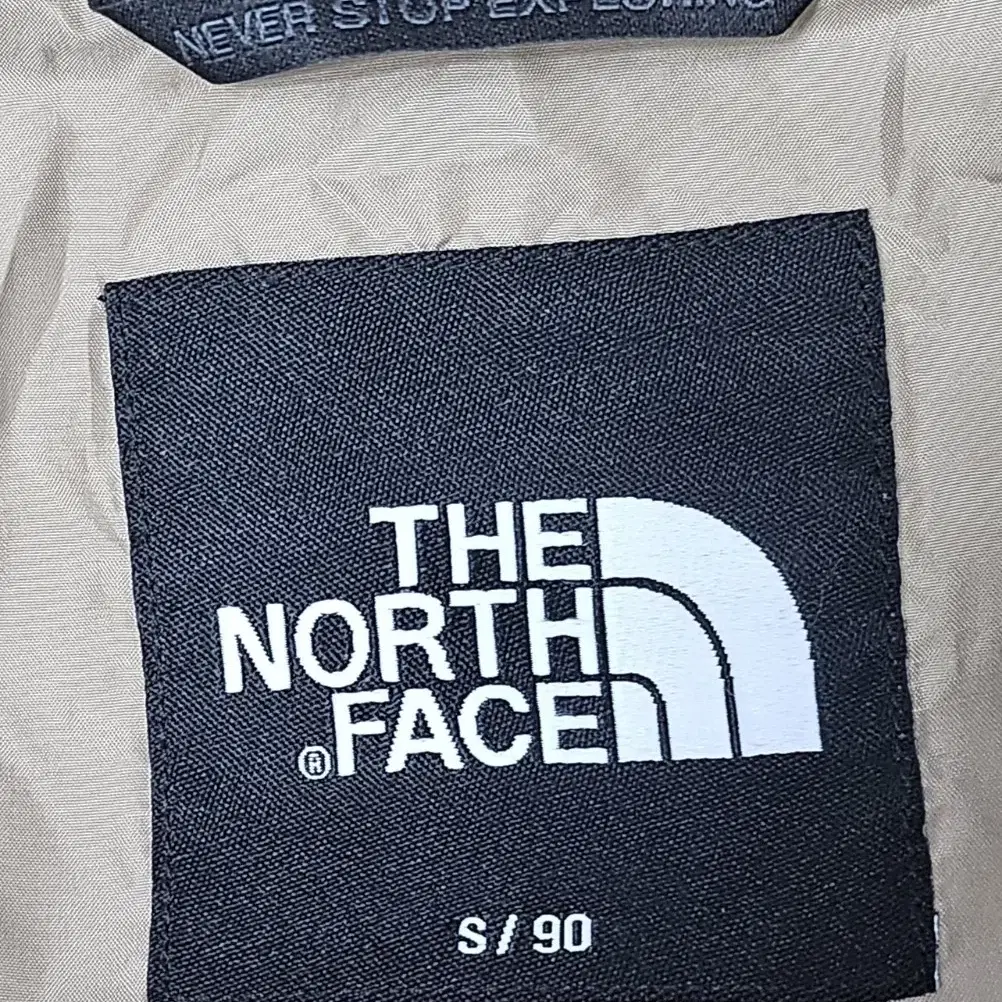 NEVER STOP EXPLORING
THE
NORTH
®FACE
S/90